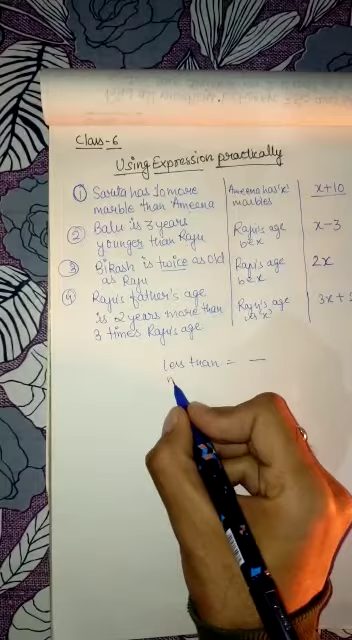 Class-6
Using Expression practically
① Sarita has 10 more marble than Ameena | Ameena has 'x' marbles | x+10
② Balu is 3 years younger than Raju | Raju's age be x | x-3
③ Bikash is twice as old as Raju | Raju's age be x | 2x
④ Raju's father's age is 2 years more than 3 times Raju's age | Raju's age is 'x' | 3x+
Less than = —